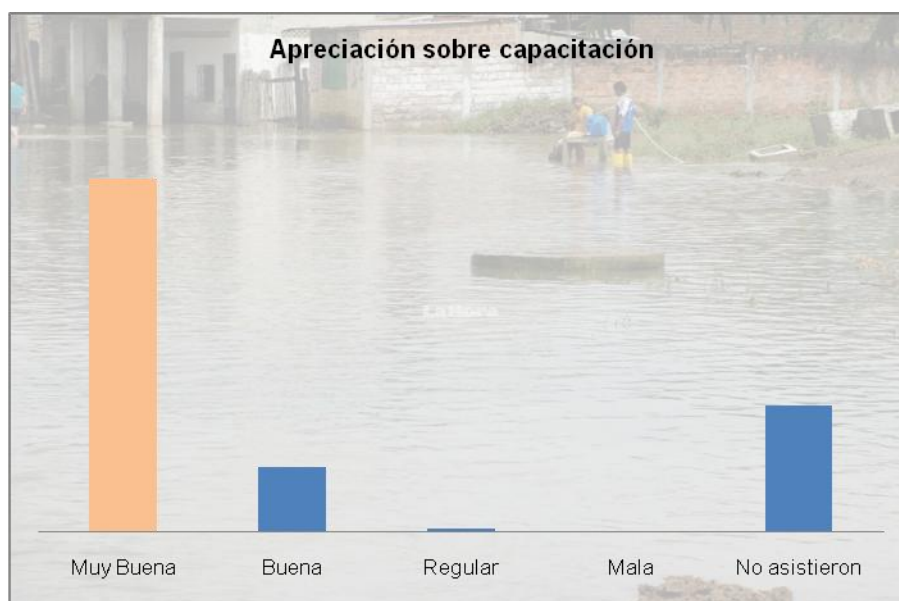 Apreciación sobre capacitación
Muy Buena
Buena
Regular
Mala
No asistieron